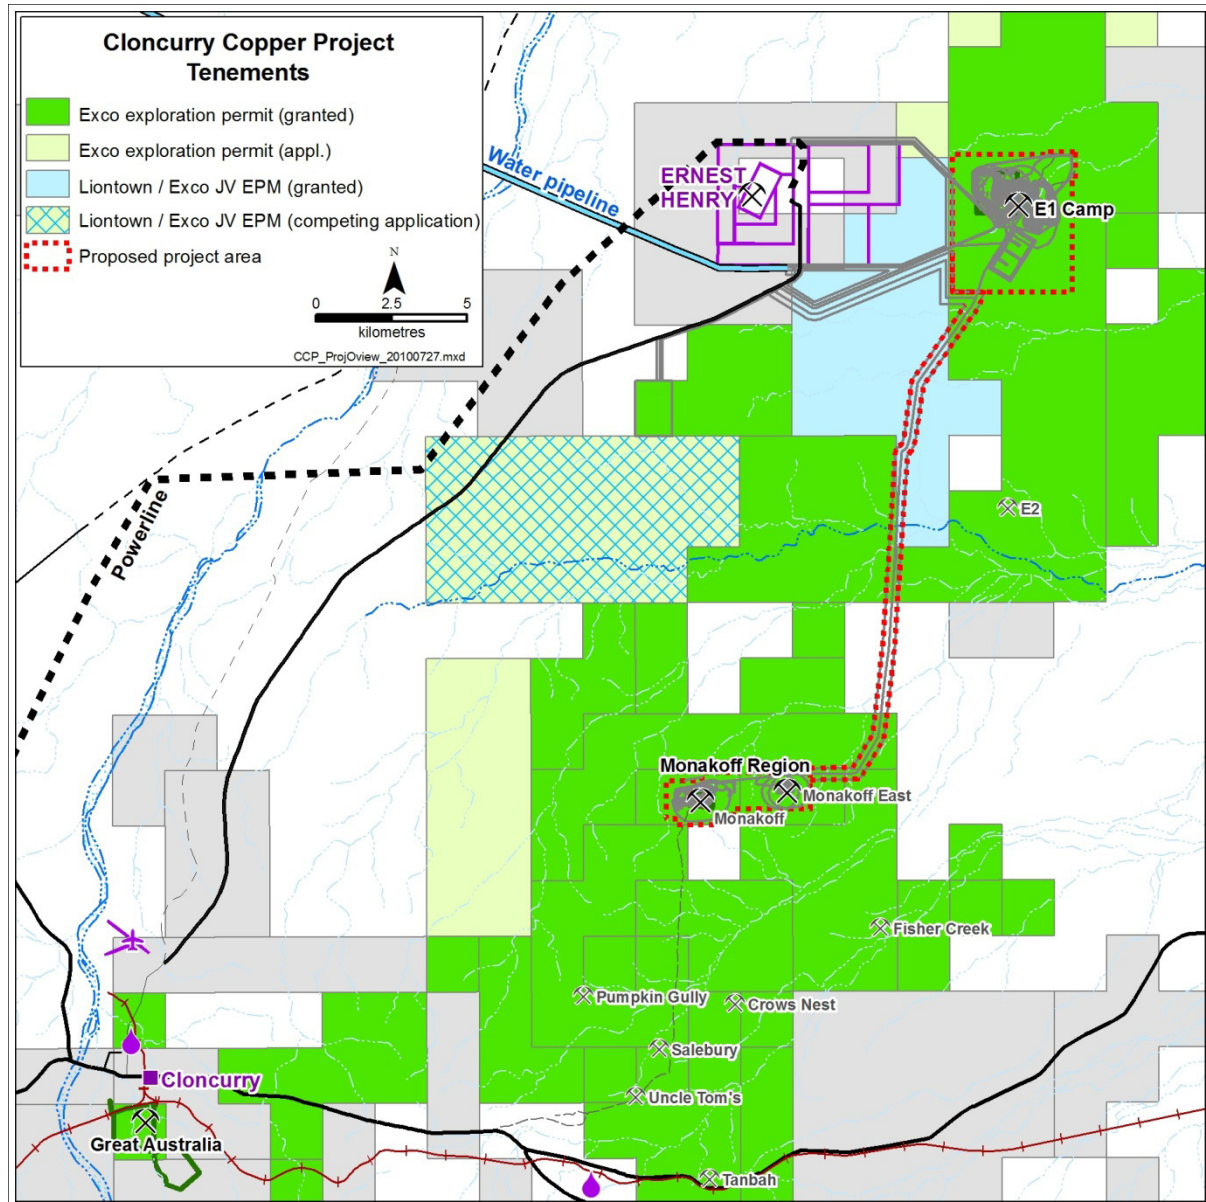 Cloncurry Copper Project
Tenements
Exco exploration permit (granted)
Exco exploration permit (appl.)
Liontown / Exco JV EPM (granted)
Liontown / Exco JV EPM (competing application)
Proposed project area
N
0 2.5 5
kilometres
CCP_ProjOview_20100727.mxd
Water pipeline
ERNEST
HENRY
E1 Camp
Powerline
E2
Monakoff Region
Monakoff East
Monakoff
Fisher Creek
Pumpkin Gully
Crows Nest
Salebury
Cloncurry
Uncle Tom's
Great Australia
Tanbah